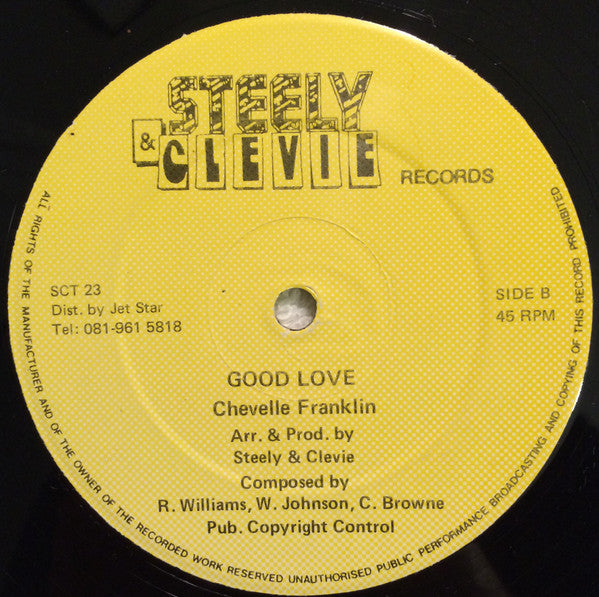 STEELY
& CLEVIE RECORDS
SCT 23
Dist. by Jet Star
Tel: 081-961 5818
SIDE B
45 RPM
GOOD LOVE
Chevelle Franklin
Arr. & Prod. by
Steely & Clevie
Composed by
R. Williams, W. Johnson, C. Browne
Pub. Copyright Control
ALL RIGHTS OF THE MANUFACTURER AND OF THE OWNER OF THE RECORDED WORK RESERVED UNAUTHORISED PUBLIC PERFORMANCE BROADCASTING AND COPYING OF THIS RECORD PROHIBITED